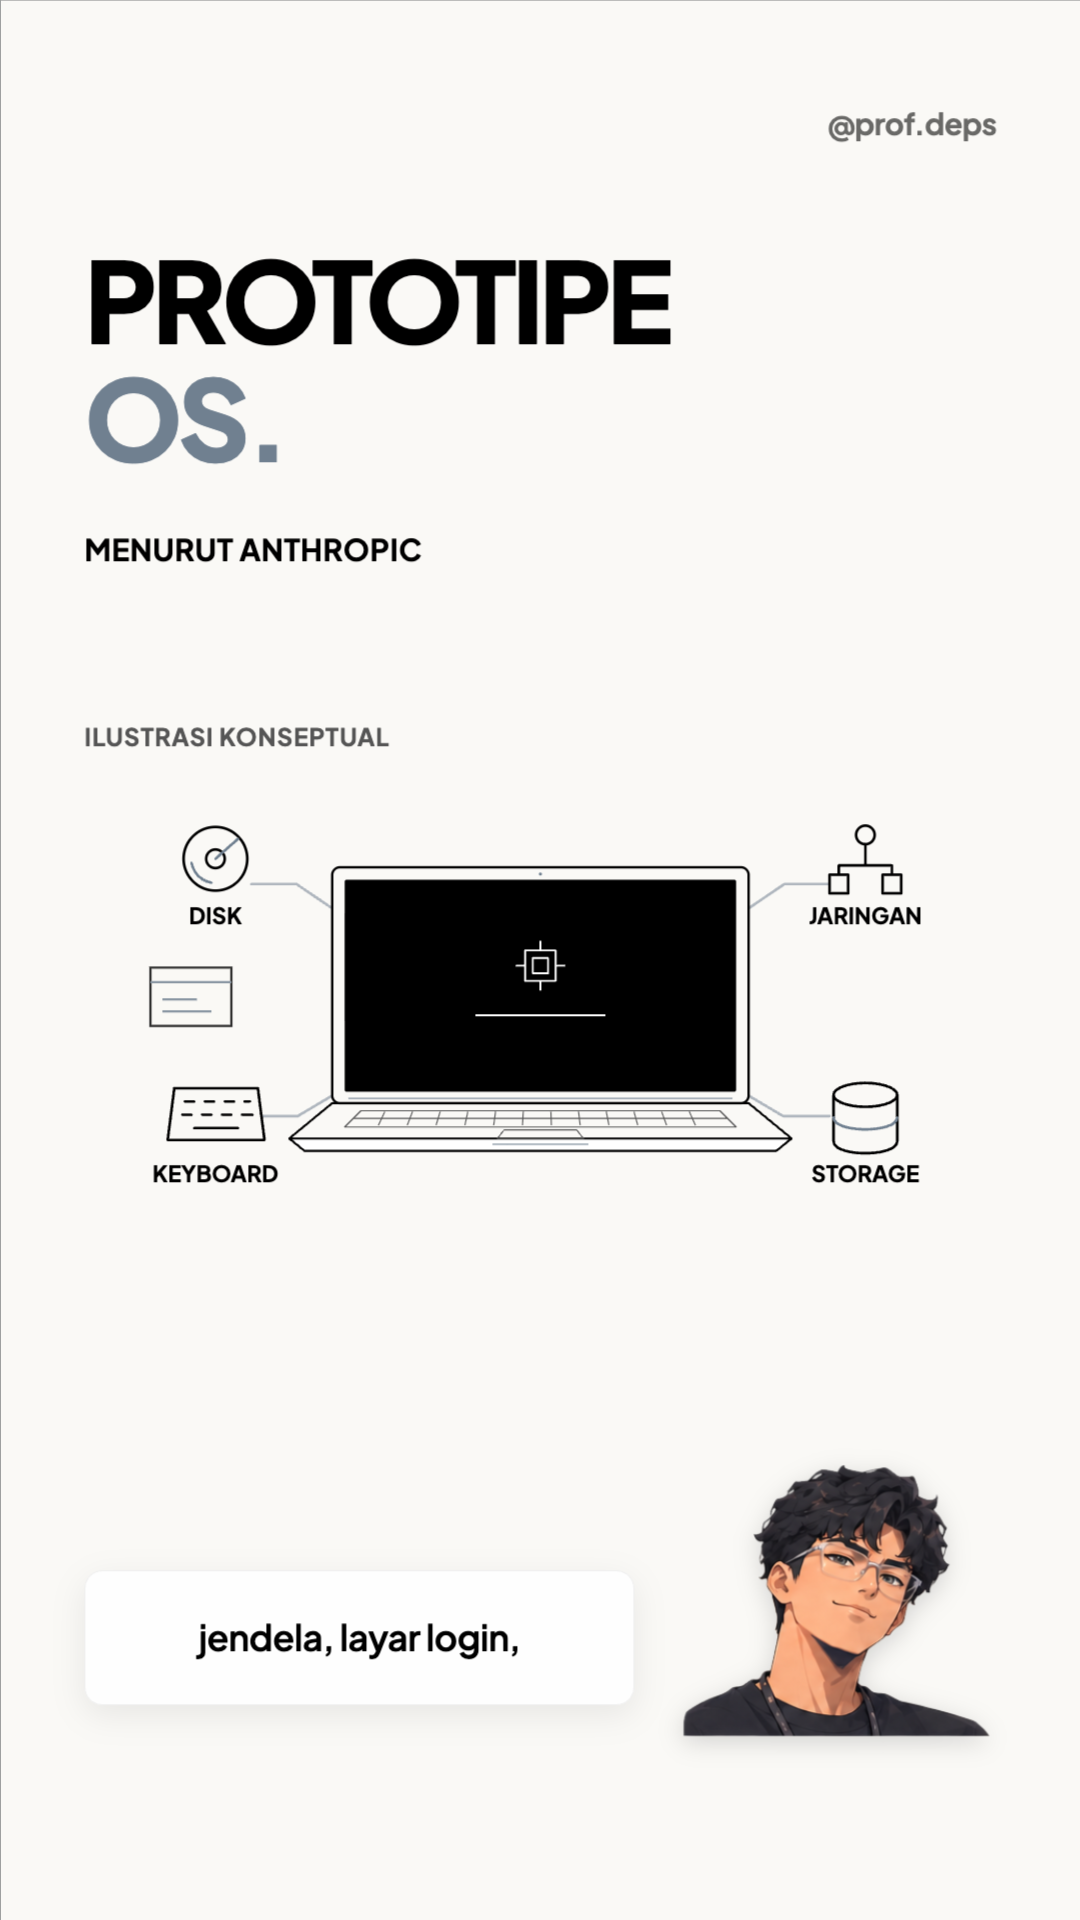 @prof.deps
PROTOTIPE
OS.
MENURUT ANTHROPIC
ILUSTRASI KONSEPTUAL
DISK
JARINGAN
KEYBOARD
STORAGE
jendela, layar login,